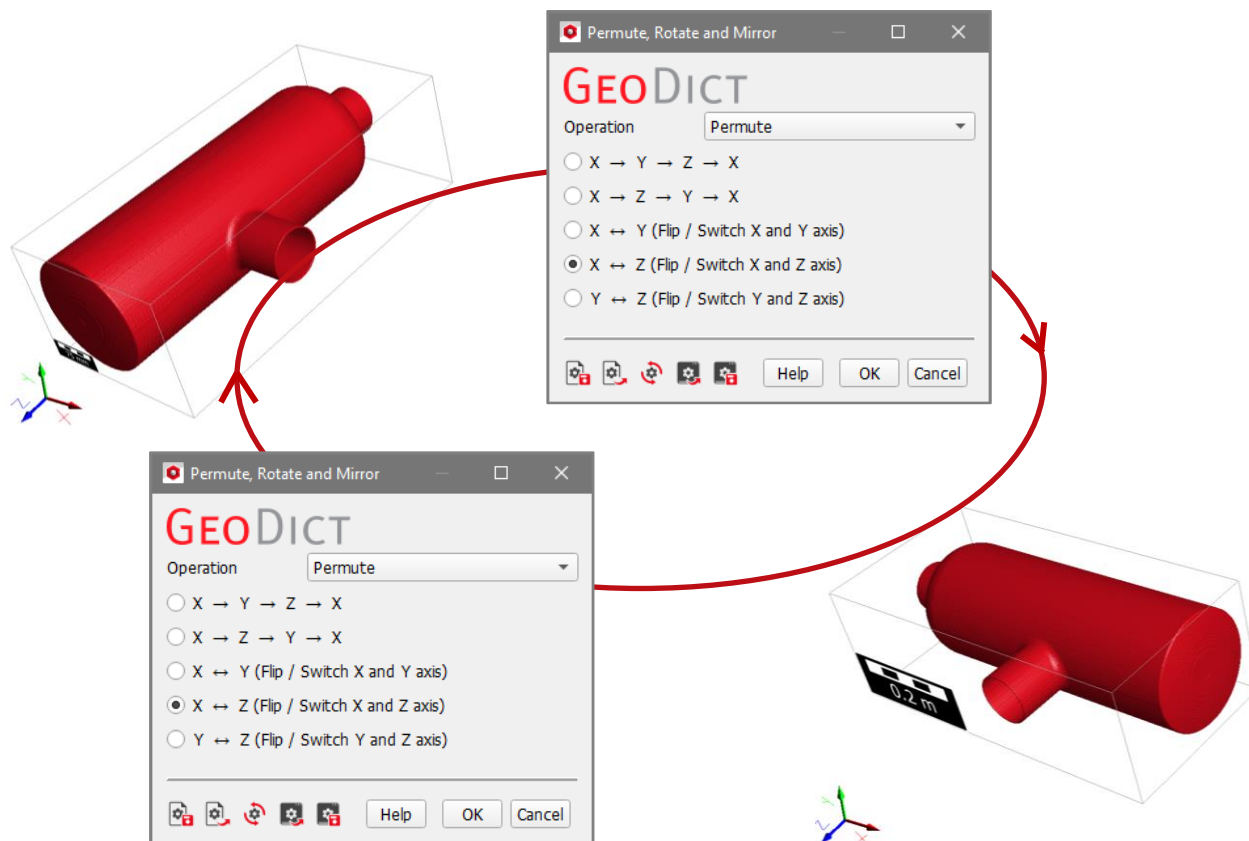 Permute, Rotate and Mirror
GEODICT
Operation
Permute
X → Y → Z → X
X → Z → Y → X
X ↔ Y (Flip / Switch X and Y axis)
X ↔ Z (Flip / Switch X and Z axis)
Y ↔ Z (Flip / Switch Y and Z axis)
Help
OK
Cancel
Y
Z
X
Permute, Rotate and Mirror
GEODICT
Operation
Permute
X → Y → Z → X
X → Z → Y → X
X ↔ Y (Flip / Switch X and Y axis)
X ↔ Z (Flip / Switch X and Z axis)
Y ↔ Z (Flip / Switch Y and Z axis)
Help
OK
Cancel
0.2 m
Y
Z
X